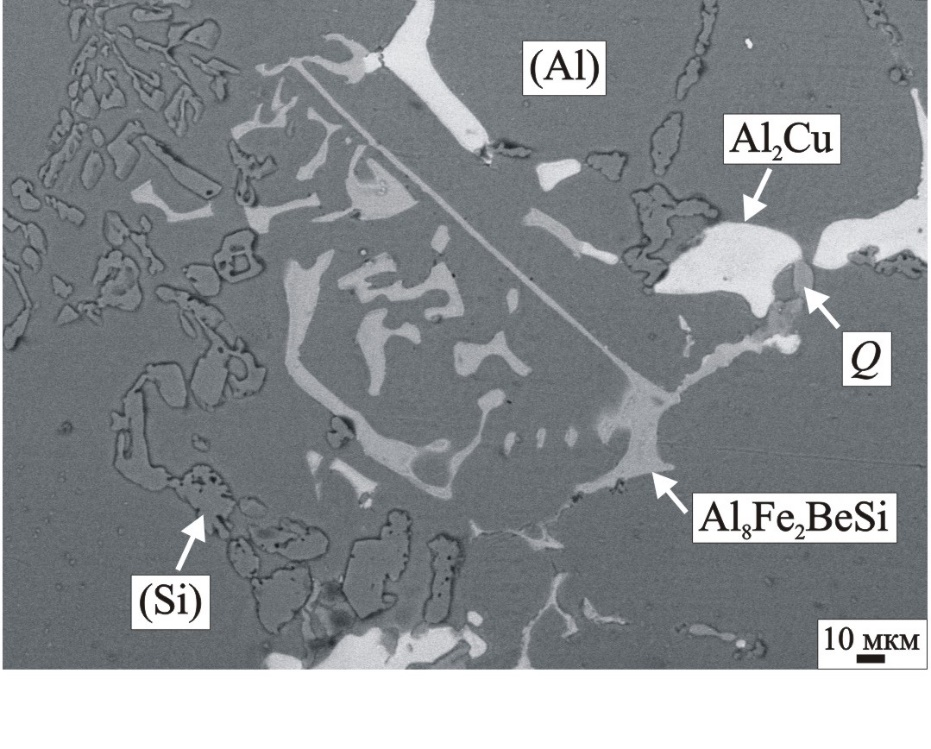 (Al)
Al₂Cu
Q
Al₈Fe₂BeSi
(Si)
10 мкм